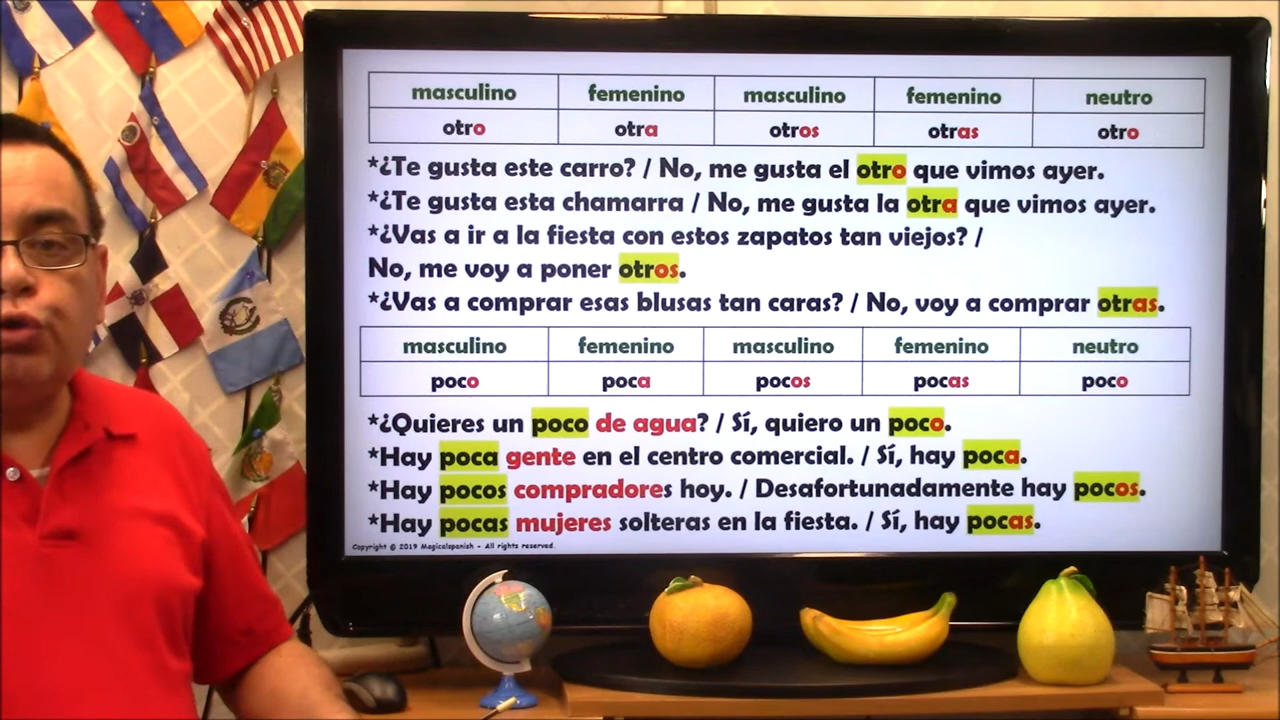 masculino femenino masculino femenino neutro
otro otra otros otras otro
*¿Te gusta este carro? / No, me gusta el otro que vimos ayer.
*¿Te gusta esta chamarra / No, me gusta la otra que vimos ayer.
*¿Vas a ir a la fiesta con estos zapatos tan viejos? /
No, me voy a poner otros.
*¿Vas a comprar esas blusas tan caras? / No, voy a comprar otras.
masculino femenino masculino femenino neutro
poco poca pocos pocas poco
*¿Quieres un poco de agua? / Sí, quiero un poco.
*Hay poca gente en el centro comercial. / Sí, hay poca.
*Hay pocos compradores hoy. / Desafortunadamente hay pocos.
*Hay pocas mujeres solteras en la fiesta. / Sí, hay pocas.
Copyright © 2019 Magicalspanish - All rights reserved.